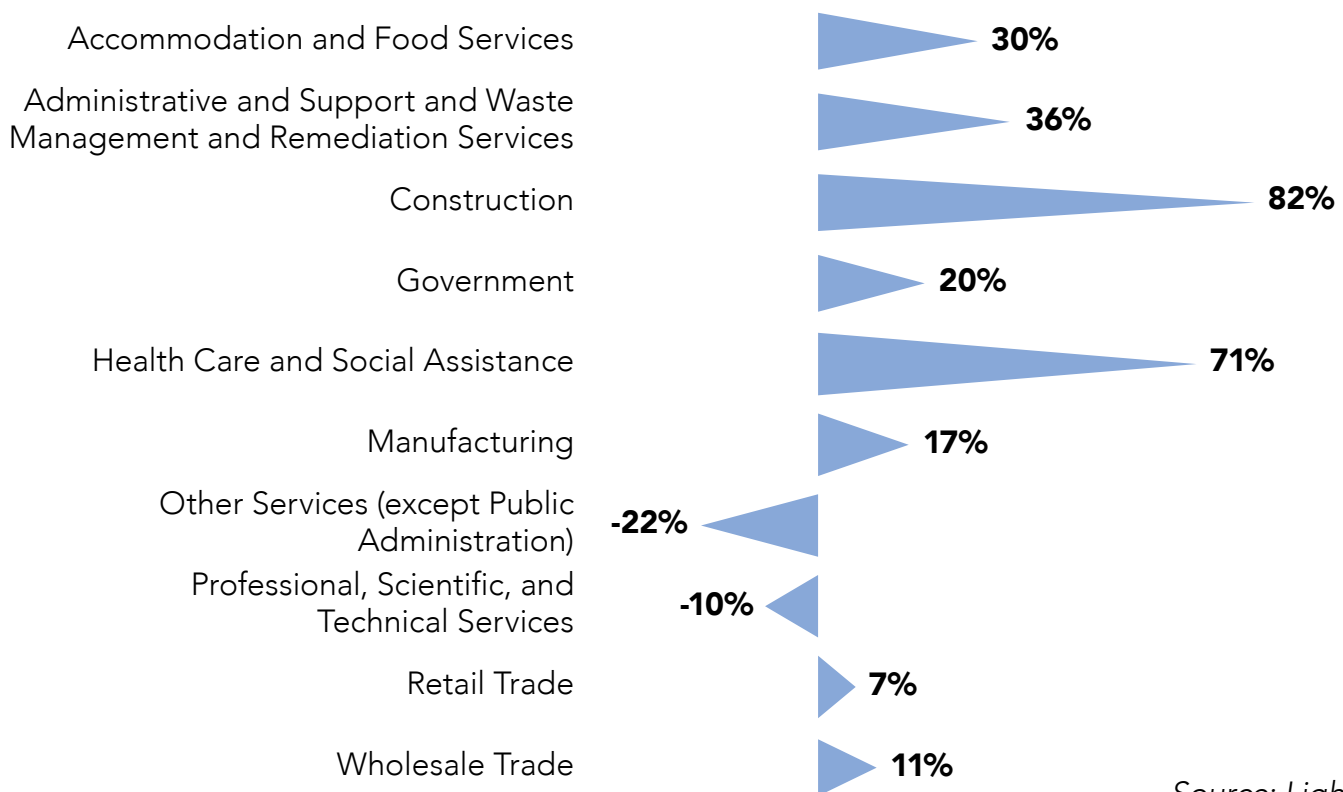 Accommodation and Food Services 30%
Administrative and Support and Waste
Management and Remediation Services 36%
Construction 82%
Government 20%
Health Care and Social Assistance 71%
Manufacturing 17%
Other Services (except Public
Administration) -22%
Professional, Scientific, and
Technical Services -10%
Retail Trade 7%
Wholesale Trade 11%
Source: